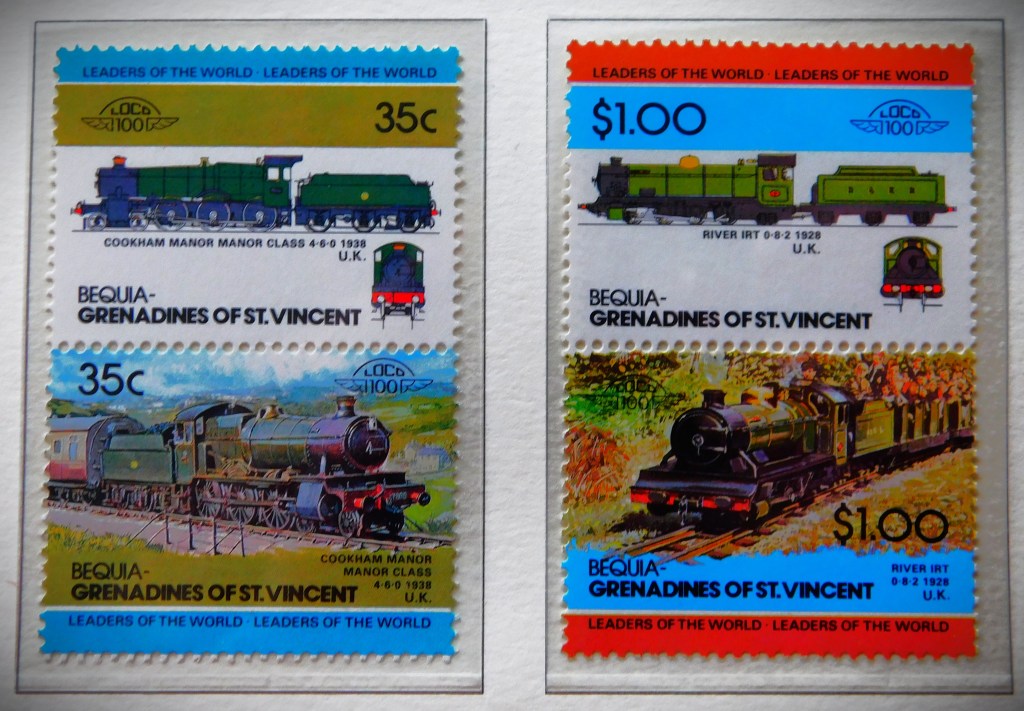 LEADERS OF THE WORLD · LEADERS OF THE WORLD
LOCO
100
35c
COOKHAM MANOR MANOR CLASS 4-6-0 1938
U.K.
BEQUIA-
GRENADINES OF ST. VINCENT
35c
LOCO
100
COOKHAM MANOR
MANOR CLASS
4-6-0 1938
U.K.
BEQUIA-
GRENADINES OF ST. VINCENT
LEADERS OF THE WORLD · LEADERS OF THE WORLD
LEADERS OF THE WORLD · LEADERS OF THE WORLD
$1.00
LOCO
100
RIVER IRT 0-8-2 1928
U.K.
BEQUIA-
GRENADINES OF ST. VINCENT
LOCO
100
$1.00
BEQUIA-
GRENADINES OF ST. VINCENT
RIVER IRT
0-8-2 1928
U.K.
LEADERS OF THE WORLD · LEADERS OF THE WORLD